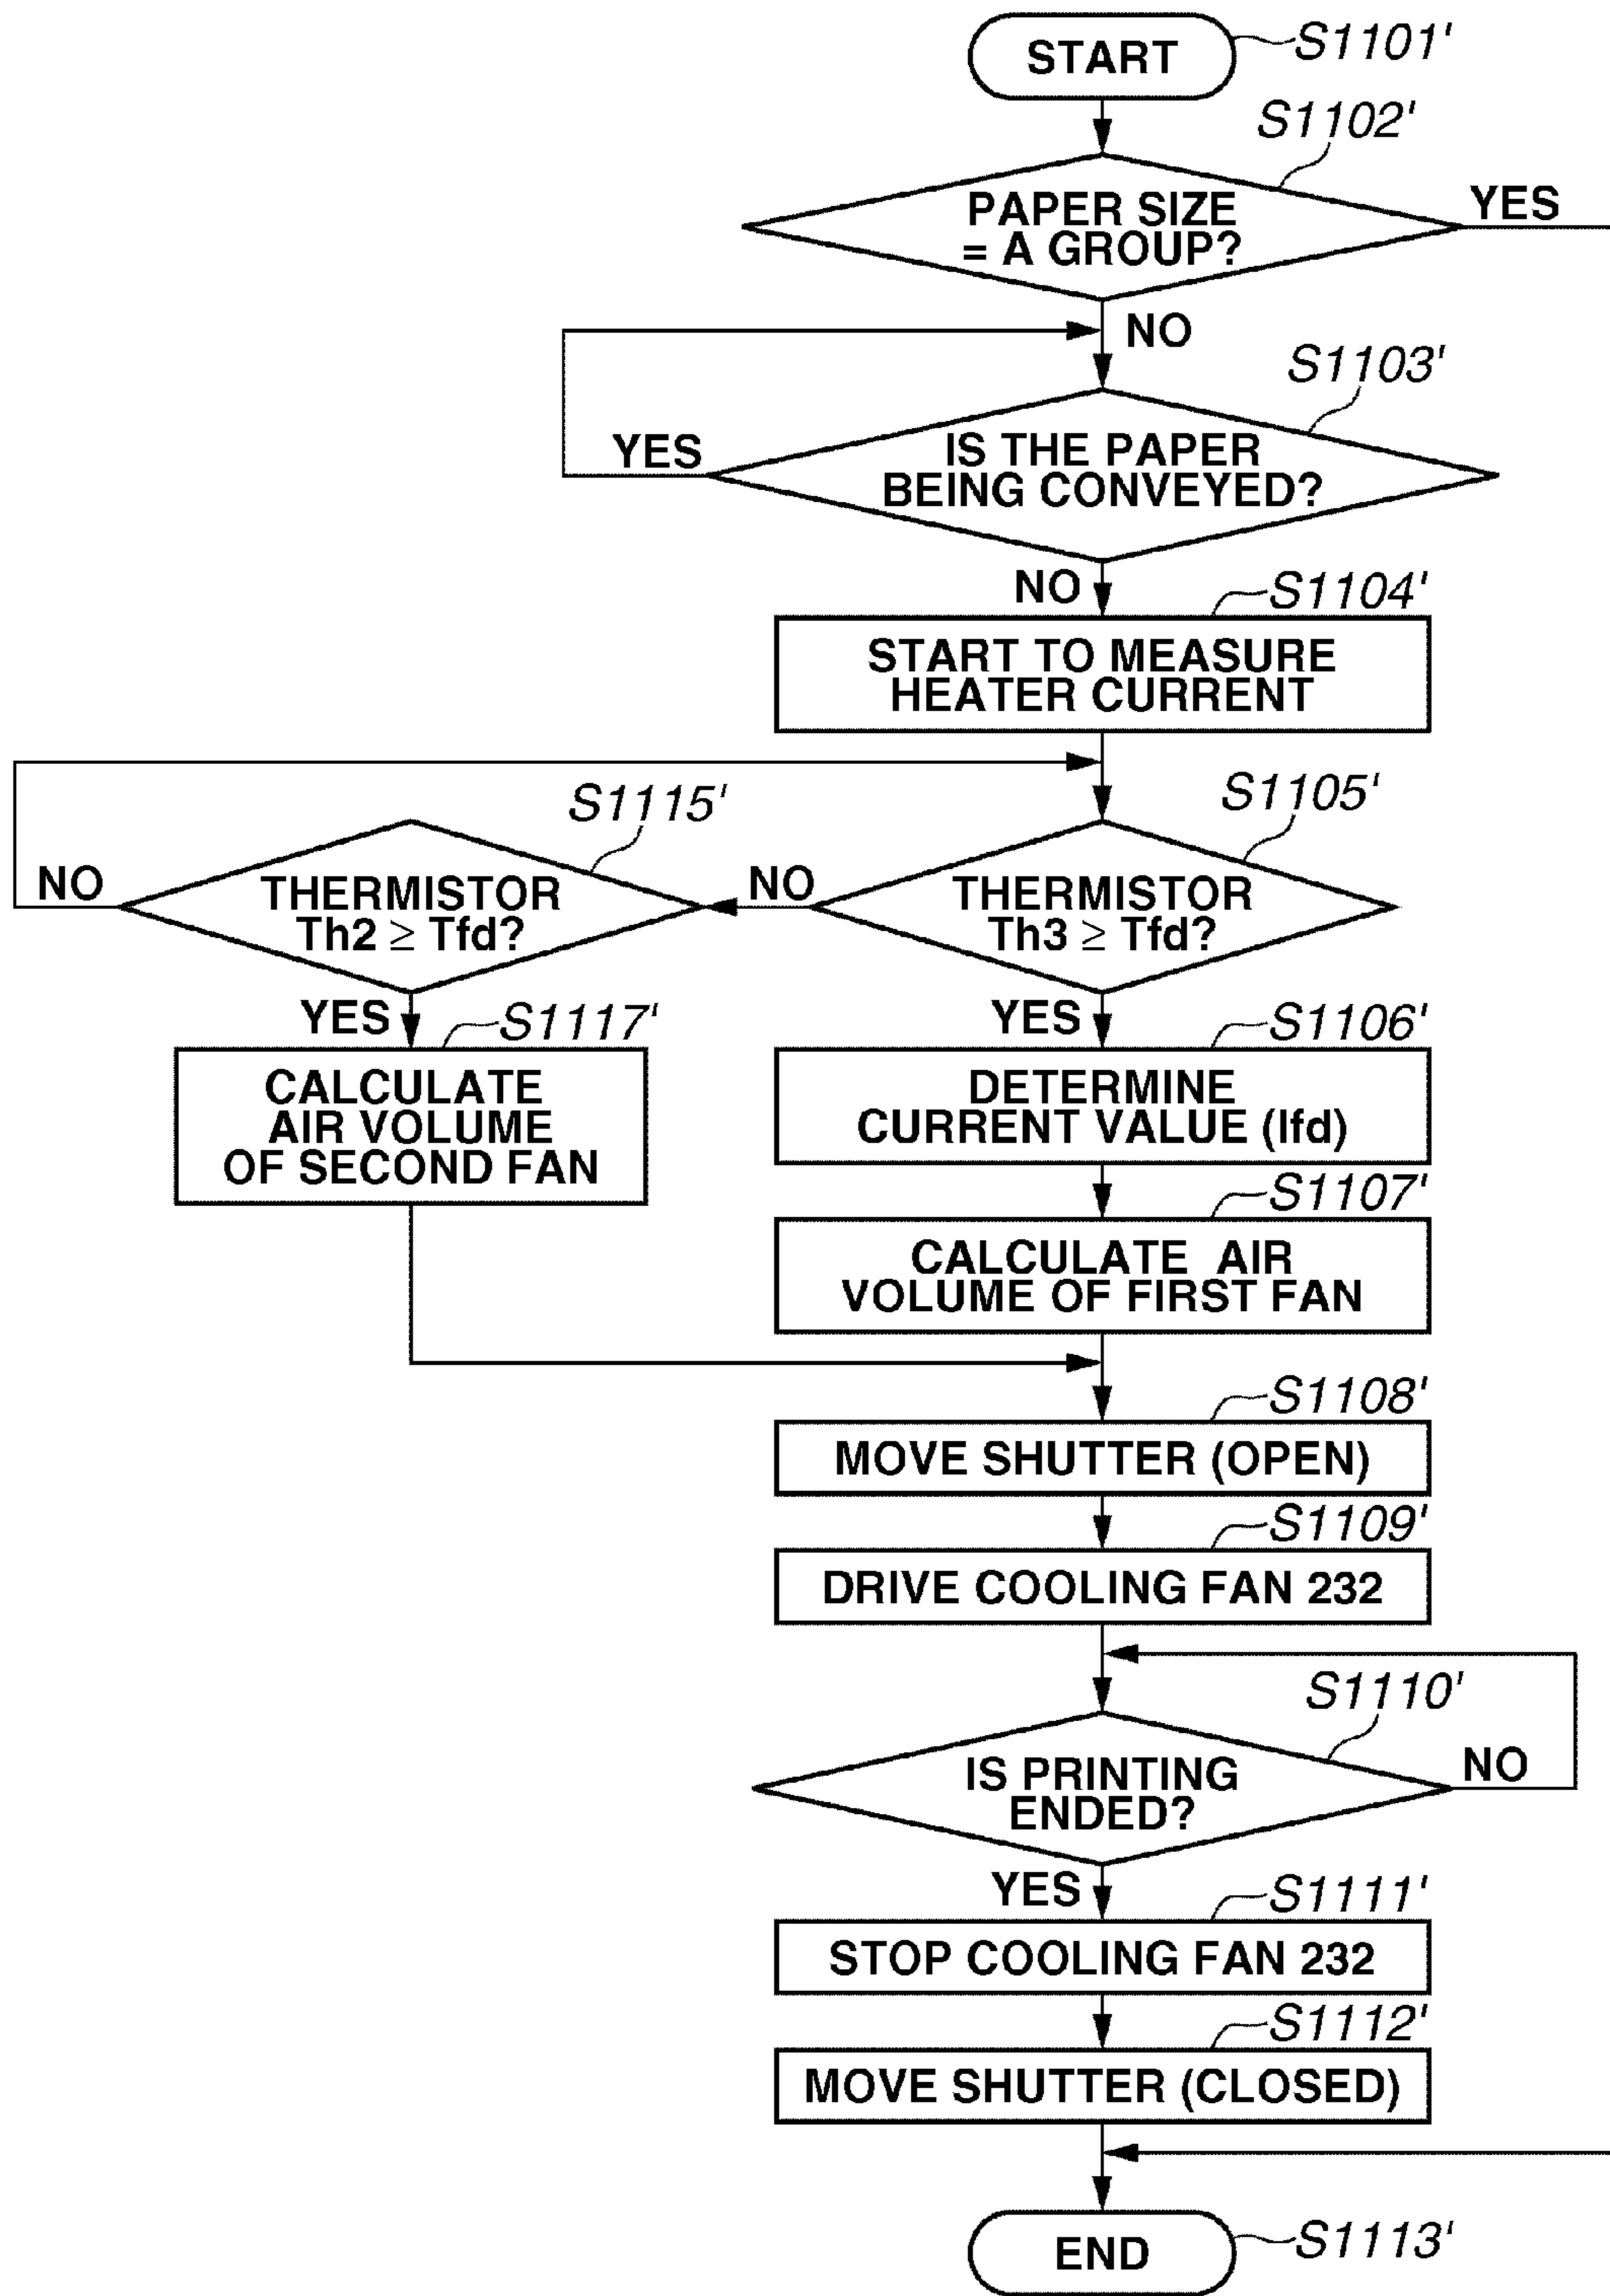 START
S1101'
S1102'
PAPER SIZE
= A GROUP?
YES
NO
S1103'
IS THE PAPER
BEING CONVEYED?
YES
NO
S1104'
START TO MEASURE
HEATER CURRENT
S1115'
S1105'
NO
THERMISTOR
Th2 ≥ Tfd?
NO
THERMISTOR
Th3 ≥ Tfd?
YES
S1117'
YES
S1106'
CALCULATE
AIR VOLUME
OF SECOND FAN
DETERMINE
CURRENT VALUE (Ifd)
S1107'
CALCULATE AIR
VOLUME OF FIRST FAN
S1108'
MOVE SHUTTER (OPEN)
S1109'
DRIVE COOLING FAN 232
S1110'
IS PRINTING
ENDED?
NO
YES
S1111'
STOP COOLING FAN 232
S1112'
MOVE SHUTTER (CLOSED)
END
S1113'